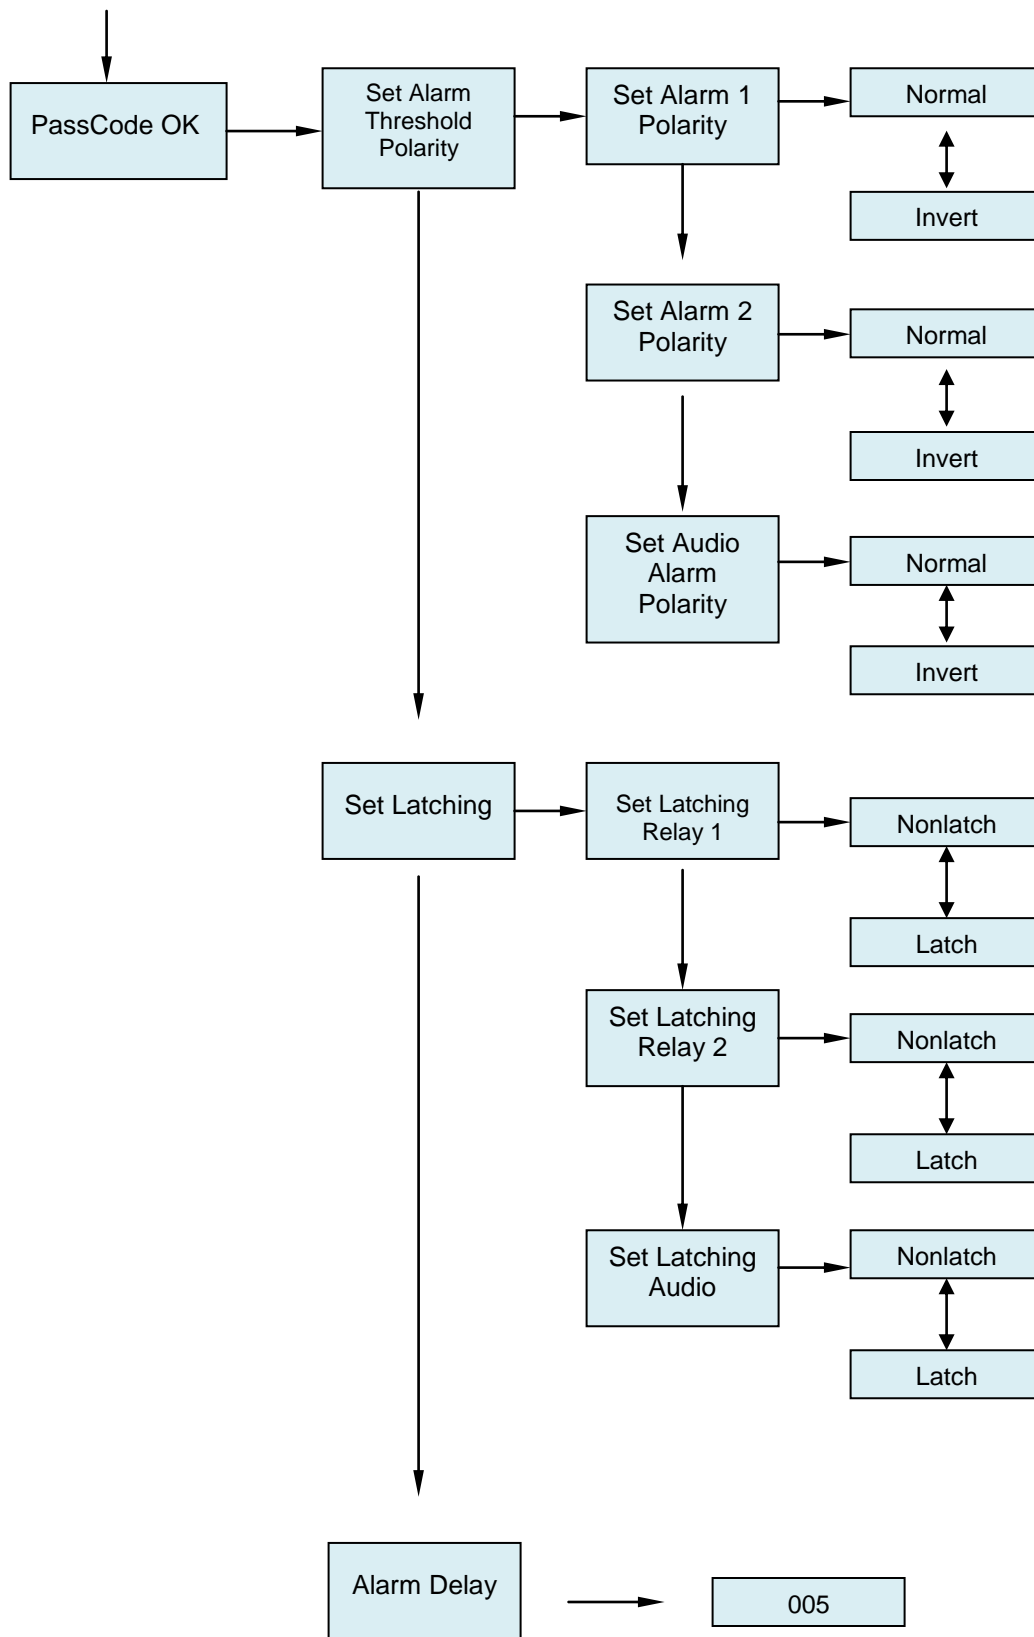 PassCode OK
Set Alarm
Threshold
Polarity
Set Alarm 1
Polarity
Normal
Invert
Set Alarm 2
Polarity
Normal
Invert
Set Audio
Alarm
Polarity
Normal
Invert
Set Latching
Set Latching
Relay 1
Nonlatch
Latch
Set Latching
Relay 2
Nonlatch
Latch
Set Latching
Audio
Nonlatch
Latch
Alarm Delay
005